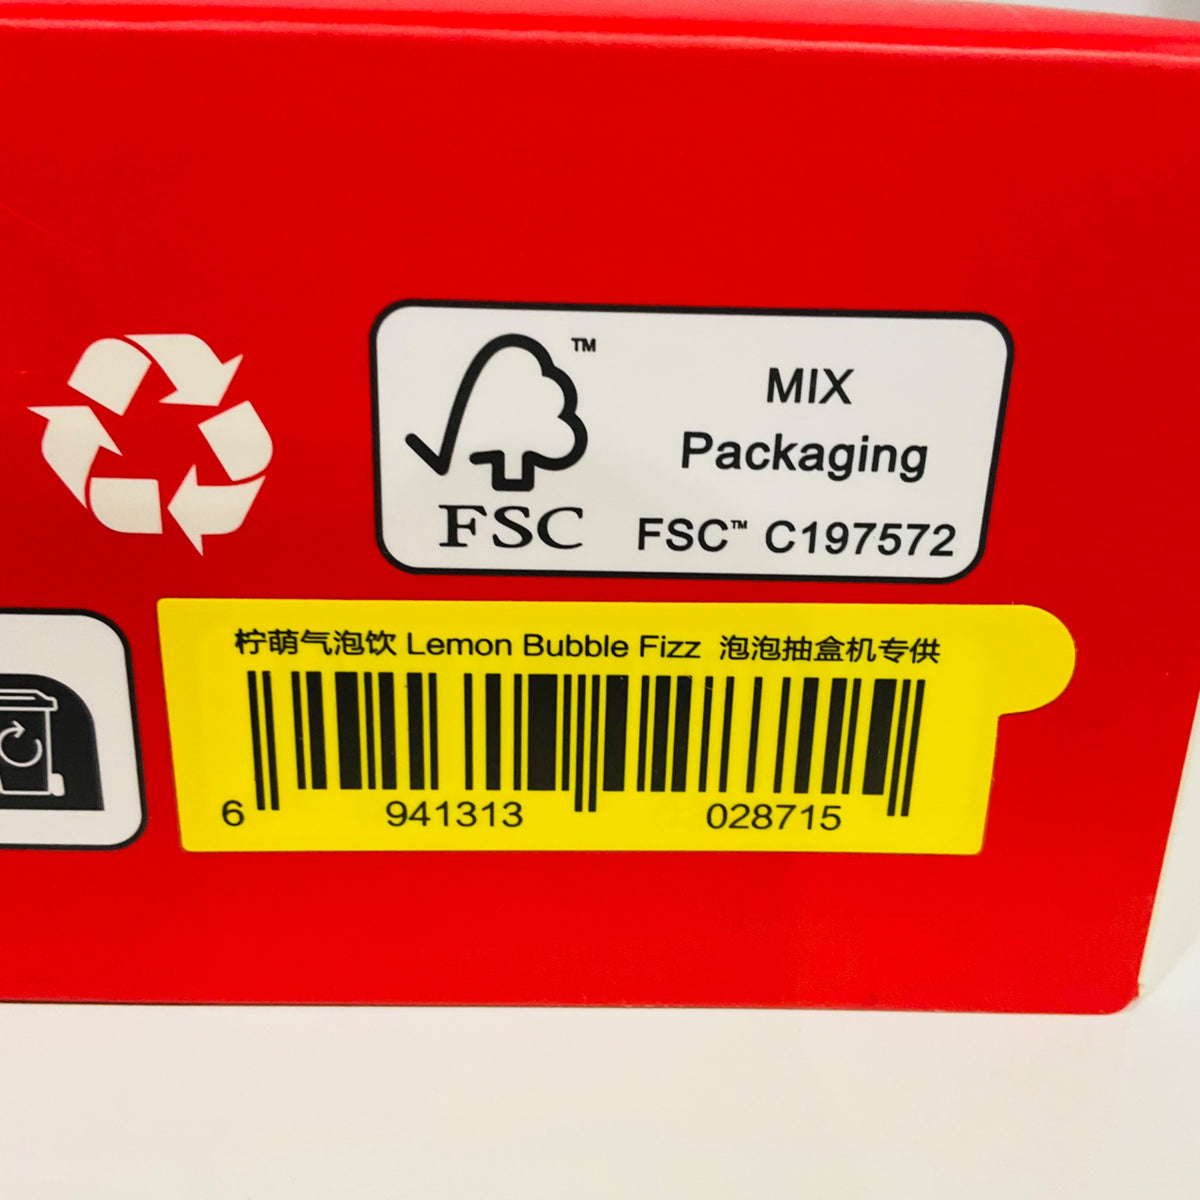 TM
MIX
Packaging
FSC
FSC™ C197572
柠萌气泡饮 Lemon Bubble Fizz 泡泡抽盒机专供
6 941313 028715